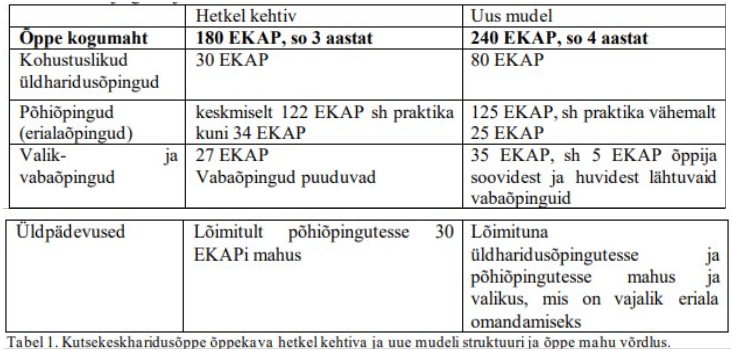 Hetkel kehtiv Uus mudel
Õppe kogumaht 180 EKAP, so 3 aastat 240 EKAP, so 4 aastat
Kohustuslikud 30 EKAP 80 EKAP
üldharidusõpingud
Põhiõpingud keskmiselt 122 EKAP sh praktika 125 EKAP, sh praktika vähemalt
(erialaõpingud) kuni 34 EKAP 25 EKAP
Valik- ja 27 EKAP 35 EKAP, sh 5 EKAP õppija
vabaõpingud Vabaõpingud puuduvad soovidest ja huvidest lähtuvaid
vabaõpinguid
Üldpädevused Lõimitult põhiõpingutesse 30 Lõimituna
EKAPi mahus üldharidusõpingutesse ja
põhiõpingutesse mahus ja
valikus, mis on vajalik eriala
omandamiseks
Tabel 1. Kutsekeskharidusõppe õppekava hetkel kehtiva ja uue mudeli struktuuri ja õppe mahu võrdlus.